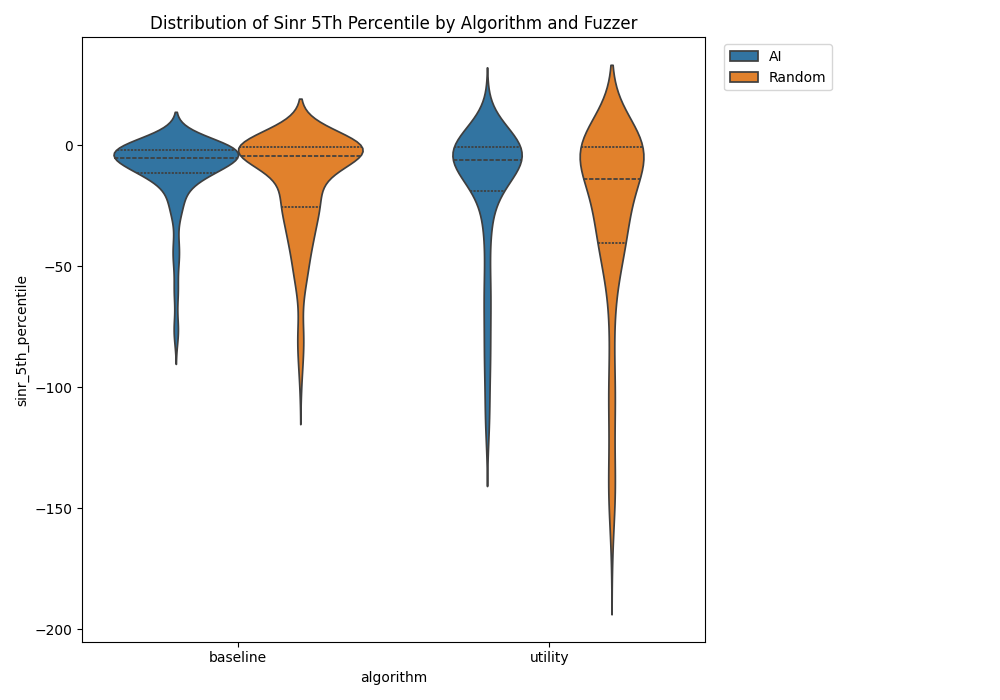 Distribution of Sinr 5Th Percentile by Algorithm and Fuzzer
AI
Random
sinr_5th_percentile
0
−50
−100
−150
−200
baseline
utility
algorithm